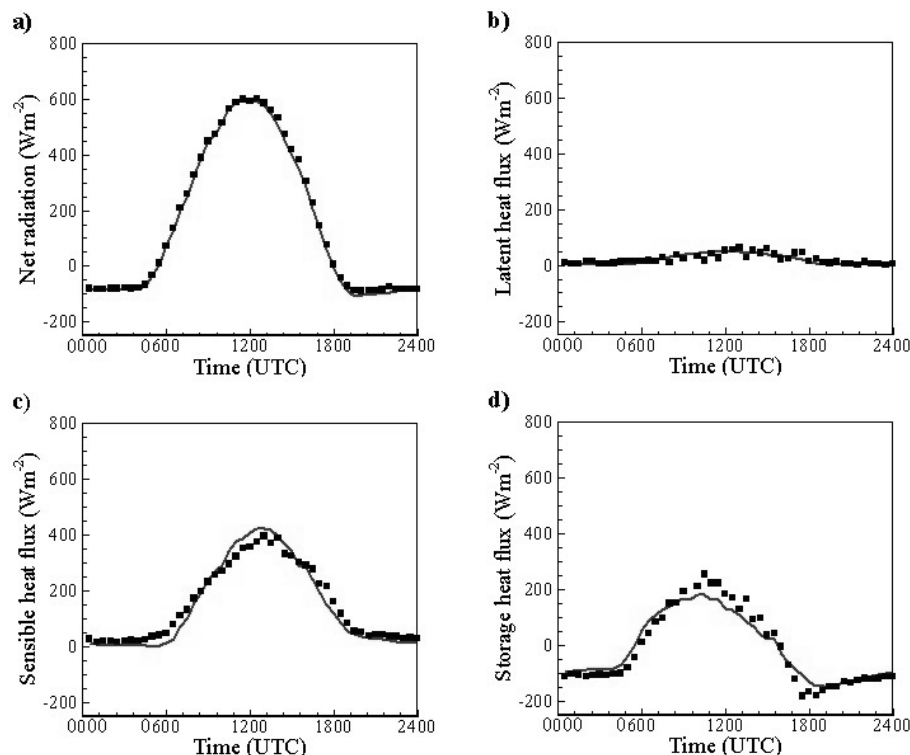 a)
800
600
400
200
0
-200
Net radiation (Wm-2)
0000 0600 1200 1800 2400
Time (UTC)
b)
800
600
400
200
0
-200
Latent heat flux (Wm-2)
0000 0600 1200 1800 2400
Time (UTC)
c)
800
600
400
200
0
-200
Sensible heat flux (Wm-2)
0000 0600 1200 1800 2400
Time (UTC)
d)
800
600
400
200
0
-200
Storage heat flux (Wm-2)
0000 0600 1200 1800 2400
Time (UTC)